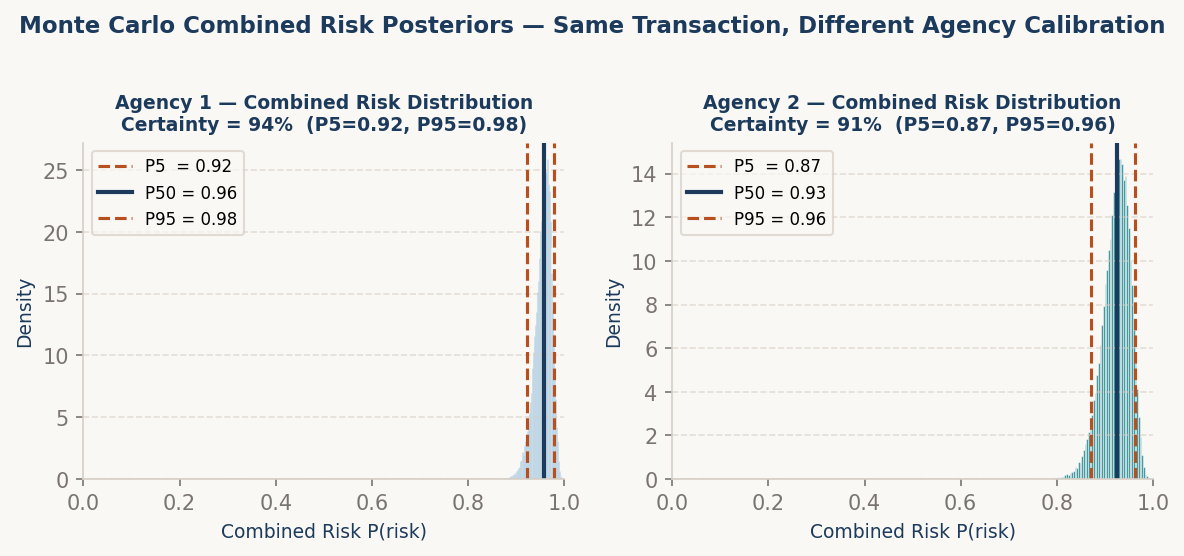 Monte Carlo Combined Risk Posteriors — Same Transaction, Different Agency Calibration
Agency 1 — Combined Risk Distribution
Certainty = 94%  (P5=0.92, P95=0.98)
P5  = 0.92
P50 = 0.96
P95 = 0.98
25
20
15
10
5
0
Density
0.0
0.2
0.4
0.6
0.8
1.0
Combined Risk P(risk)
Agency 2 — Combined Risk Distribution
Certainty = 91%  (P5=0.87, P95=0.96)
P5  = 0.87
P50 = 0.93
P95 = 0.96
14
12
10
8
6
4
2
0
Density
0.0
0.2
0.4
0.6
0.8
1.0
Combined Risk P(risk)